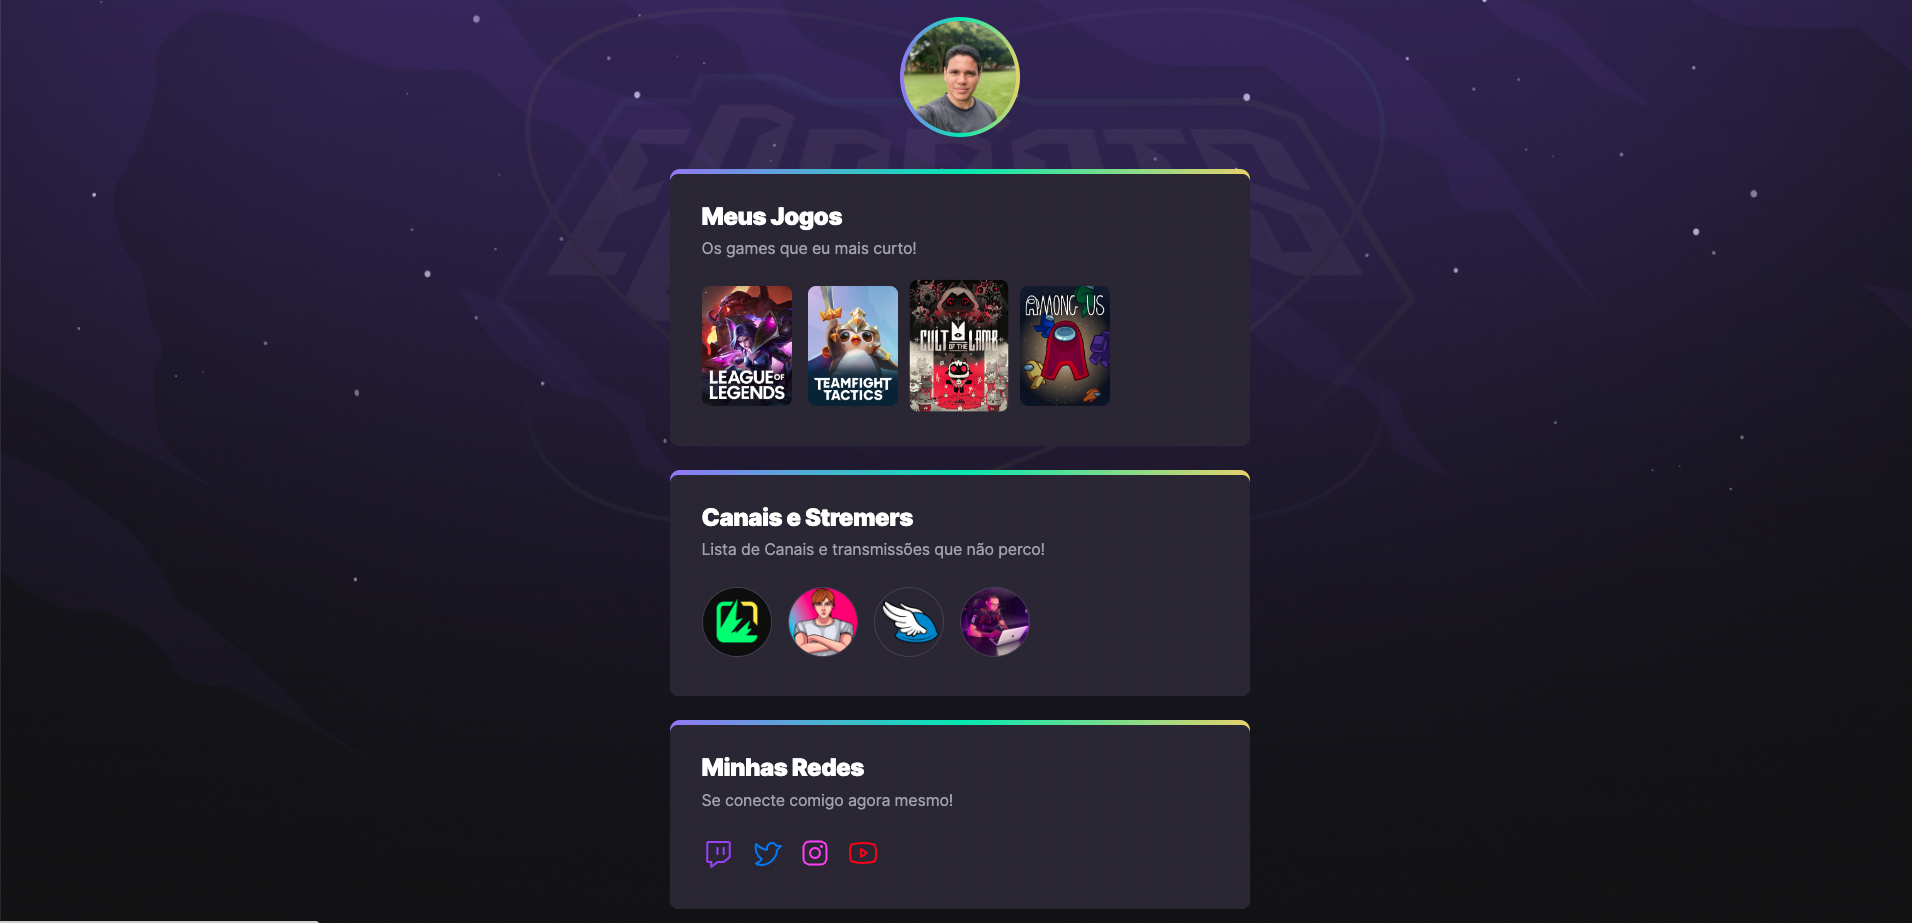 ESPORTS
Meus Jogos
Os games que eu mais curto!
LEAGUE OF
LEGENDS
TEAMFIGHT
TACTICS
CULT
OF THE
LAMB
AMONG US
Canais e Stremers
Lista de Canais e transmissões que não perco!
Minhas Redes
Se conecte comigo agora mesmo!